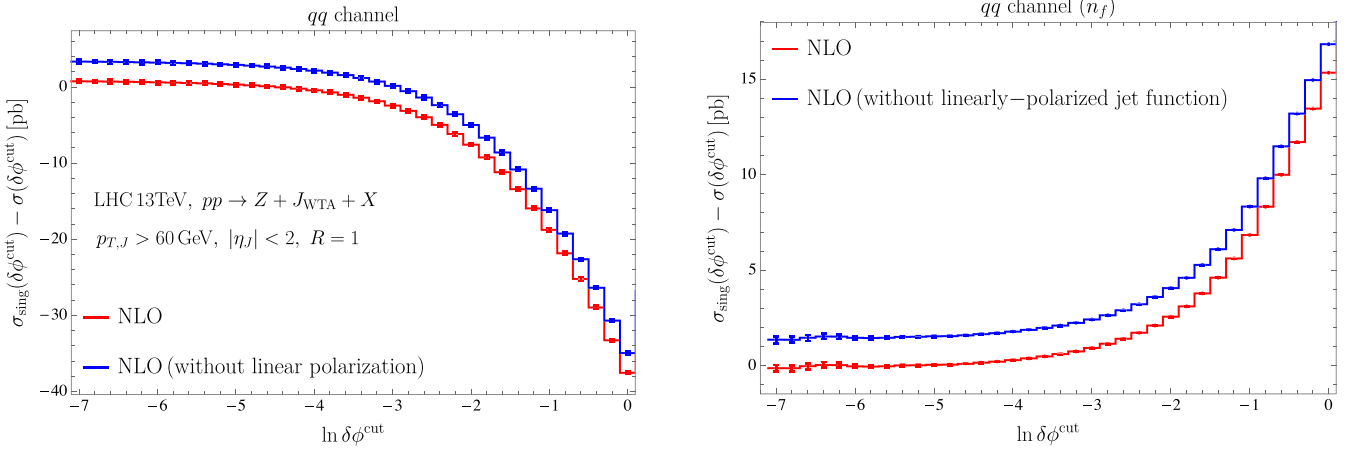 qq channel
σsing(δϕ^cut) − σ(δϕ^cut) [pb]
0
−10
−20
−30
−40
LHC 13TeV, pp → Z + J_WTA + X
p_T,J > 60 GeV, |η_J| < 2, R = 1
NLO
NLO (without linear polarization)
−7 −6 −5 −4 −3 −2 −1 0
ln δϕ^cut
qq channel (n_f)
NLO
NLO (without linearly−polarized jet function)
σsing(δϕ^cut) − σ(δϕ^cut) [pb]
15
10
5
0
−7 −6 −5 −4 −3 −2 −1 0
ln δϕ^cut